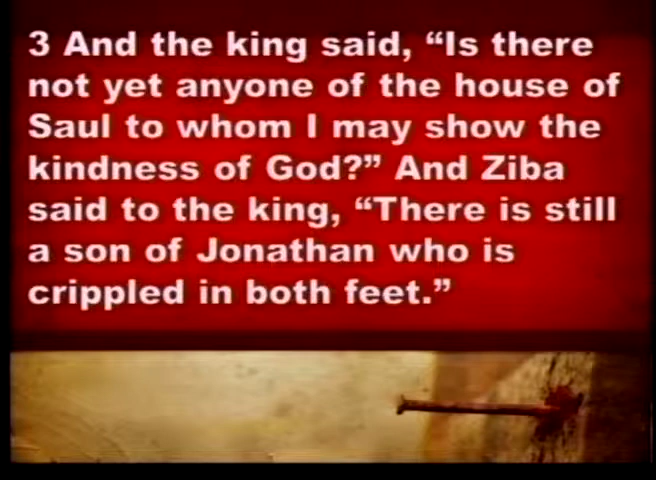 3 And the king said, “Is there
not yet anyone of the house of
Saul to whom I may show the
kindness of God?” And Ziba
said to the king, “There is still
a son of Jonathan who is
crippled in both feet.”